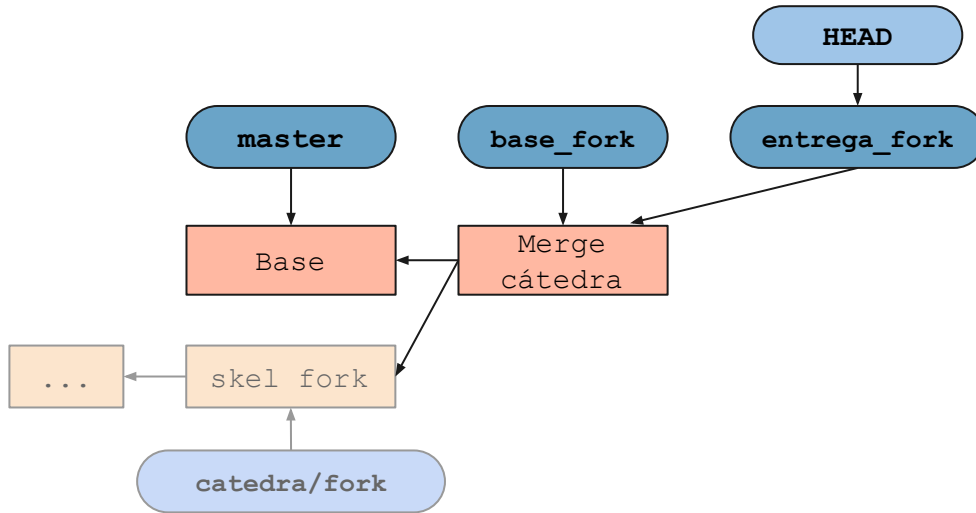 HEAD
master
base_fork
entrega_fork
Base
Merge
cátedra
...
skel fork
catedra/fork